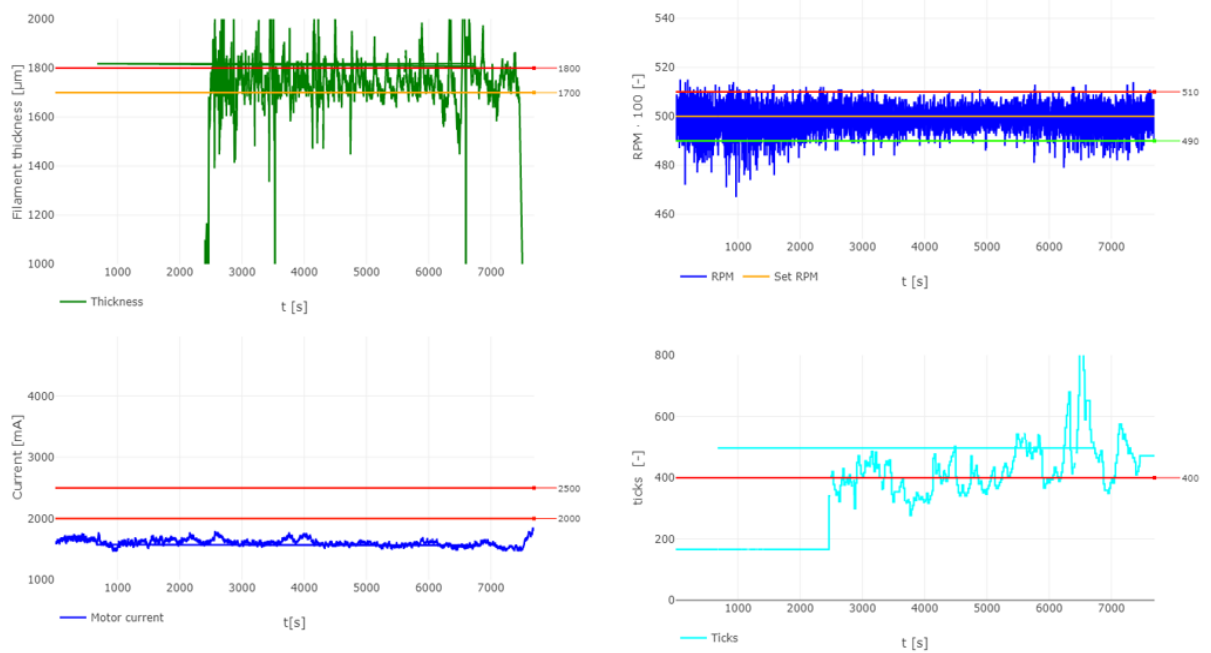 Filament thickness [µm]
2000
1800
1600
1400
1200
1000
1000 2000 3000 4000 5000 6000 7000
1800
1700
t [s]
Thickness
RPM · 100 [-]
540
520
500
480
460
1000 2000 3000 4000 5000 6000 7000
510
490
t [s]
RPM Set RPM
Current [mA]
4000
3000
2000
1000
1000 2000 3000 4000 5000 6000 7000
2500
2000
t[s]
Motor current
ticks [-]
800
600
400
200
0
1000 2000 3000 4000 5000 6000 7000
400
t [s]
Ticks